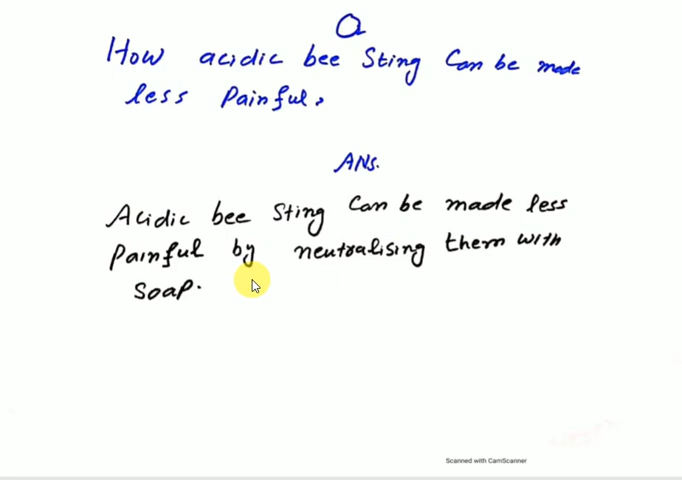 Q
How acidic bee Sting Can be made
less Painful.
ANS.
Acidic bee Sting Can be made less
Painful by neutralising them with
Soap.
Scanned with CamScanner